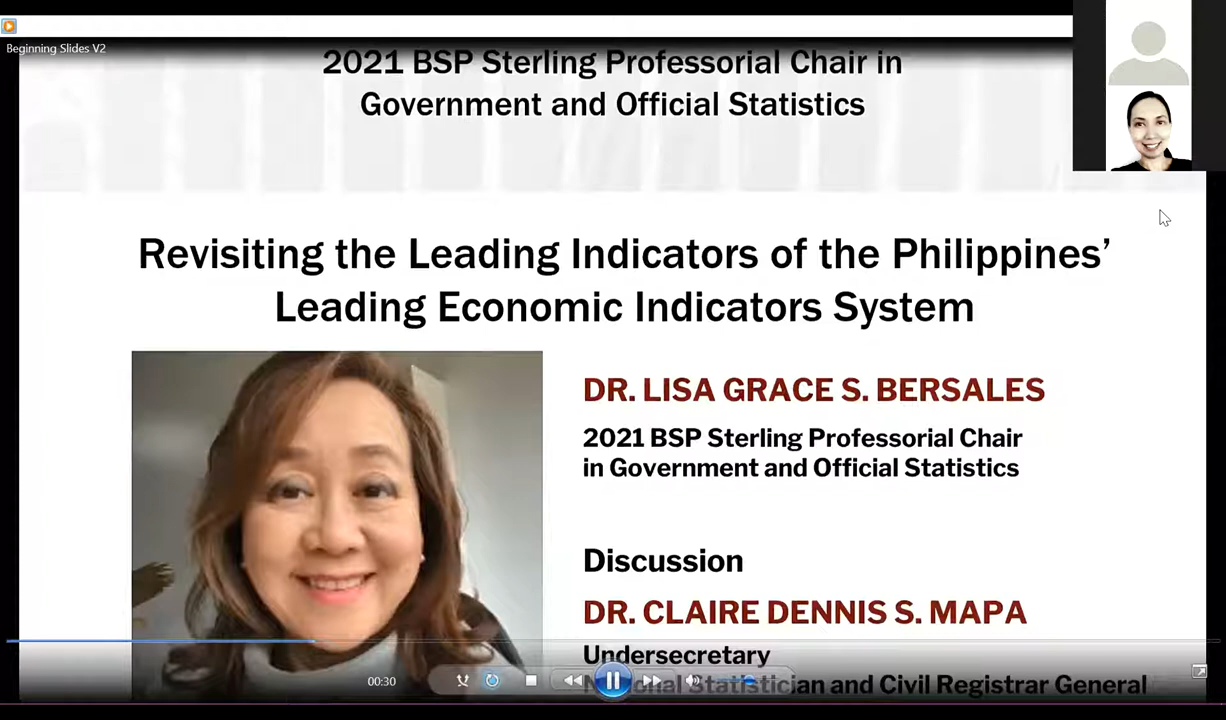 Beginning Slides V2
2021 BSP Sterling Professorial Chair in
Government and Official Statistics
Revisiting the Leading Indicators of the Philippines’
Leading Economic Indicators System
DR. LISA GRACE S. BERSALES
2021 BSP Sterling Professorial Chair
in Government and Official Statistics
Discussion
DR. CLAIRE DENNIS S. MAPA
Undersecretary
National Statistician and Civil Registrar General
00:30